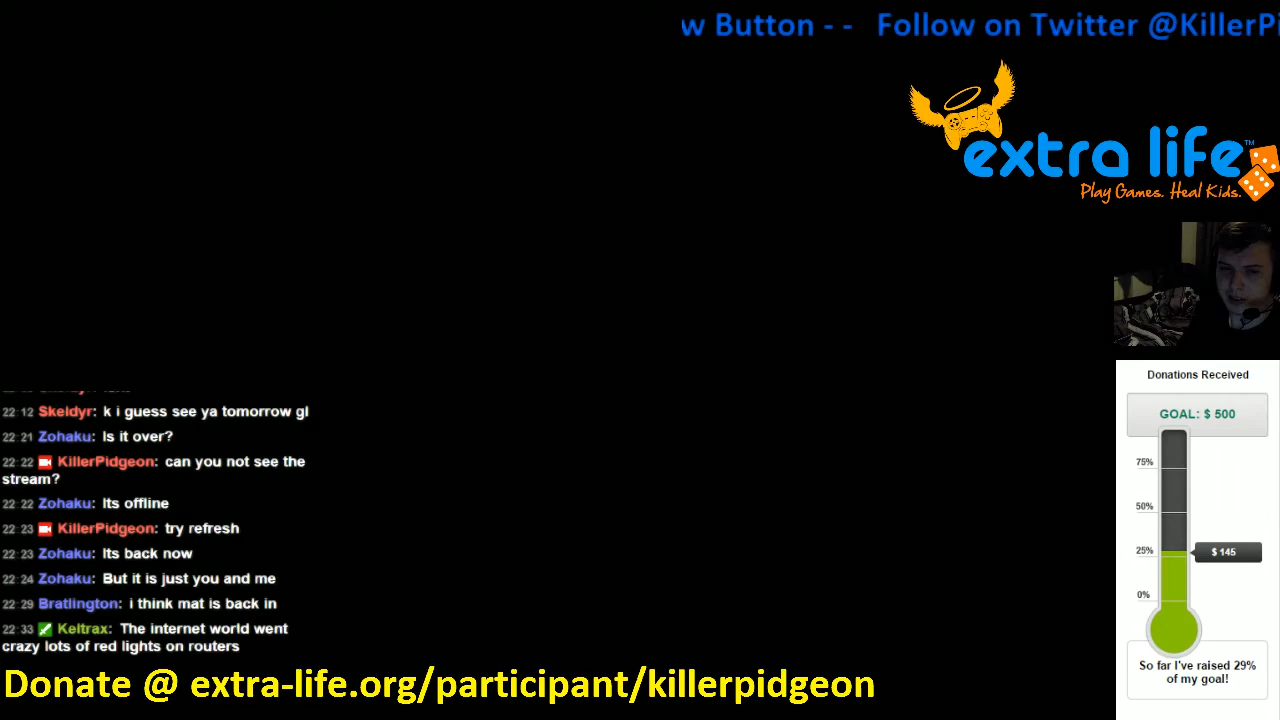 w Button - -   Follow on Twitter @KillerPi
extra life™
Play Games. Heal Kids.
22:12 Skeldyr: k i guess see ya tomorrow gl
22:21 Zohaku: Is it over?
22:22 KillerPidgeon: can you not see the
stream?
22:22 Zohaku: Its offline
22:23 KillerPidgeon: try refresh
22:23 Zohaku: Its back now
22:24 Zohaku: But it is just you and me
22:29 Bratlington: i think mat is back in
22:33 Keltrax: The internet world went
crazy lots of red lights on routers
Donations Received
GOAL: $ 500
75%
50%
25%
$ 145
0%
So far I've raised 29%
of my goal!
Donate @ extra-life.org/participant/killerpidgeon